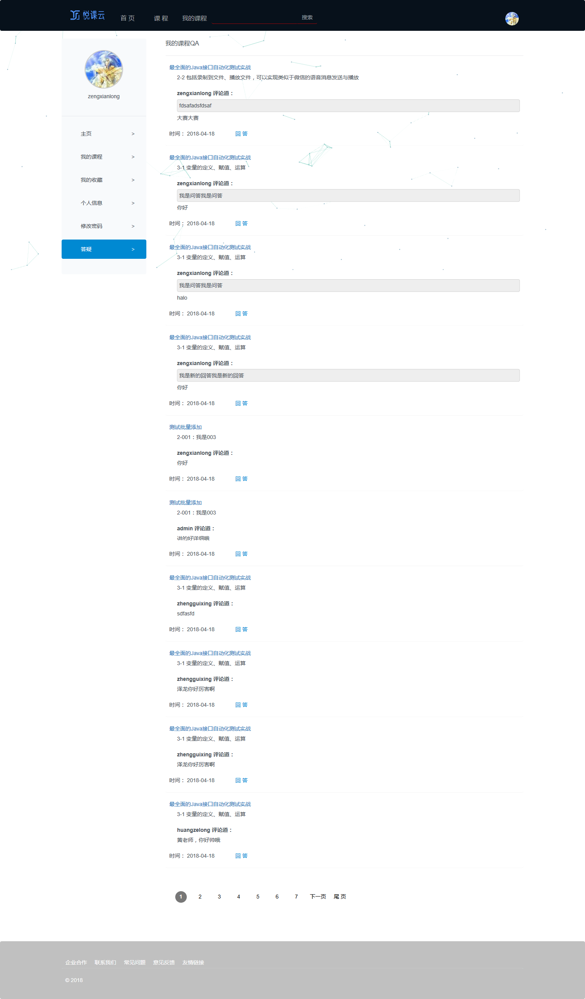 悦课云
首 页
课 程
我的课程
搜索
zengxianlong
主页 >
我的课程 >
我的收藏 >
个人信息 >
修改密码 >
答疑 >
我的课程QA
最全面的Java接口自动化测试实战
2-2 包括录制到文件、播放文件，可以实现类似于微信的语音消息发送与播放
zengxianlong 评论道：
fdsafadsfdsaf
大赛大赛
时间： 2018-04-18 回 答
最全面的Java接口自动化测试实战
3-1 变量的定义、赋值、运算
zengxianlong 评论道：
我是问答我是问答
你好
时间： 2018-04-18 回 答
最全面的Java接口自动化测试实战
3-1 变量的定义、赋值、运算
zengxianlong 评论道：
我是问答我是问答
halo
时间： 2018-04-18 回 答
最全面的Java接口自动化测试实战
3-1 变量的定义、赋值、运算
zengxianlong 评论道：
我是新的回答我是新的回答
你好
时间： 2018-04-18 回 答
测试批量添加
2-001：我是003
zengxianlong 评论道：
你好
时间： 2018-04-18 回 答
测试批量添加
2-001：我是003
admin 评论道：
讲的好详细哦
时间： 2018-04-18 回 答
最全面的Java接口自动化测试实战
3-1 变量的定义、赋值、运算
zhengguixing 评论道：
sdfasfd
时间： 2018-04-18 回 答
最全面的Java接口自动化测试实战
3-1 变量的定义、赋值、运算
zhengguixing 评论道：
泽龙你好厉害啊
时间： 2018-04-18 回 答
最全面的Java接口自动化测试实战
3-1 变量的定义、赋值、运算
zhengguixing 评论道：
泽龙你好厉害啊
时间： 2018-04-18 回 答
最全面的Java接口自动化测试实战
3-1 变量的定义、赋值、运算
huangzelong 评论道：
黄老师，你好帅哦
时间： 2018-04-18 回 答
1 2 3 4 5 6 7 下一页 尾 页
企业合作 联系我们 常见问题 意见反馈 友情链接
© 2018